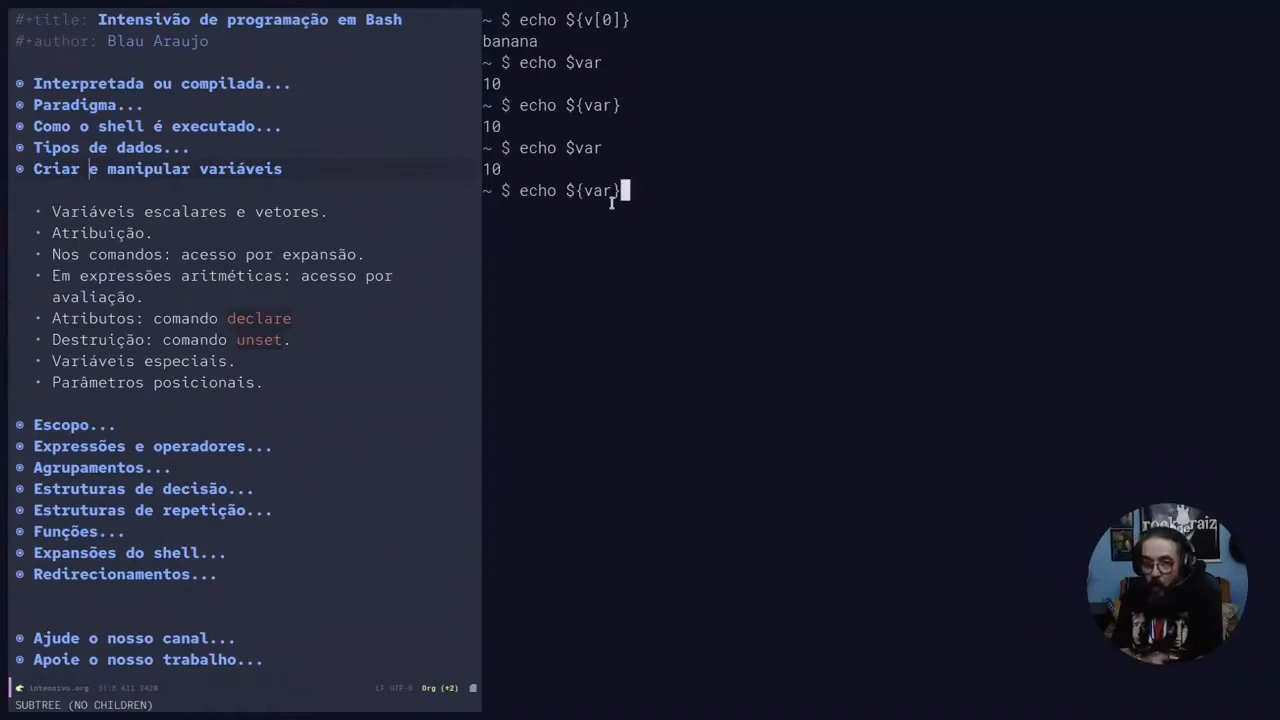 #+title: Intensivão de programação em Bash
#+author: Blau Araujo
Interpretada ou compilada...
Paradigma...
Como o shell é executado...
Tipos de dados...
Criar e manipular variáveis
• Variáveis escalares e vetores.
• Atribuição.
• Nos comandos: acesso por expansão.
• Em expressões aritméticas: acesso por
avaliação.
• Atributos: comando declare
• Destruição: comando unset.
• Variáveis especiais.
• Parâmetros posicionais.
Escopo...
Expressões e operadores...
Agrupamentos...
Estruturas de decisão...
Estruturas de repetição...
Funções...
Expansões do shell...
Redirecionamentos...
Ajude o nosso canal...
Apoie o nosso trabalho...
intensivo.org
LF UTF-8 Org (+2)
SUBTREE (NO CHILDREN)
~ $ echo ${v[0]}
banana
~ $ echo $var
10
~ $ echo ${var}
10
~ $ echo $var
10
~ $ echo ${var}
rock
raiz